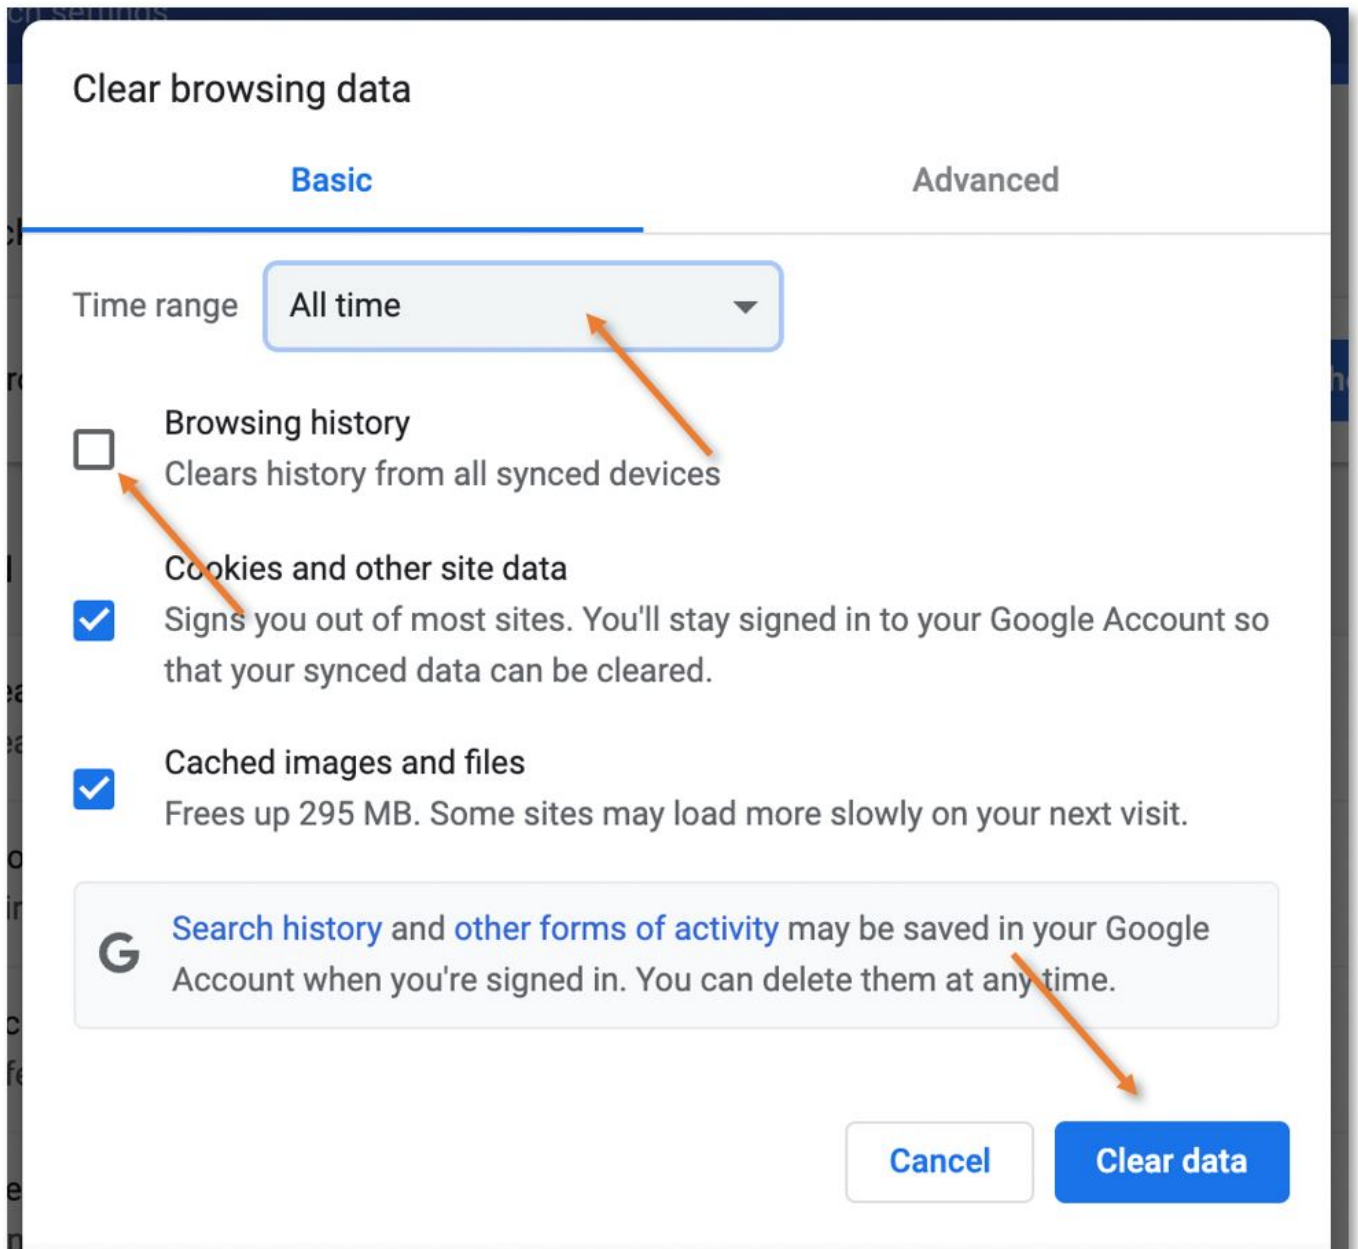 ch settings
Clear browsing data
Basic
Advanced
Time range
All time
Browsing history
Clears history from all synced devices
Cookies and other site data
Signs you out of most sites. You'll stay signed in to your Google Account so
that your synced data can be cleared.
Cached images and files
Frees up 295 MB. Some sites may load more slowly on your next visit.
G
Search history and other forms of activity may be saved in your Google
Account when you're signed in. You can delete them at any time.
Cancel
Clear data